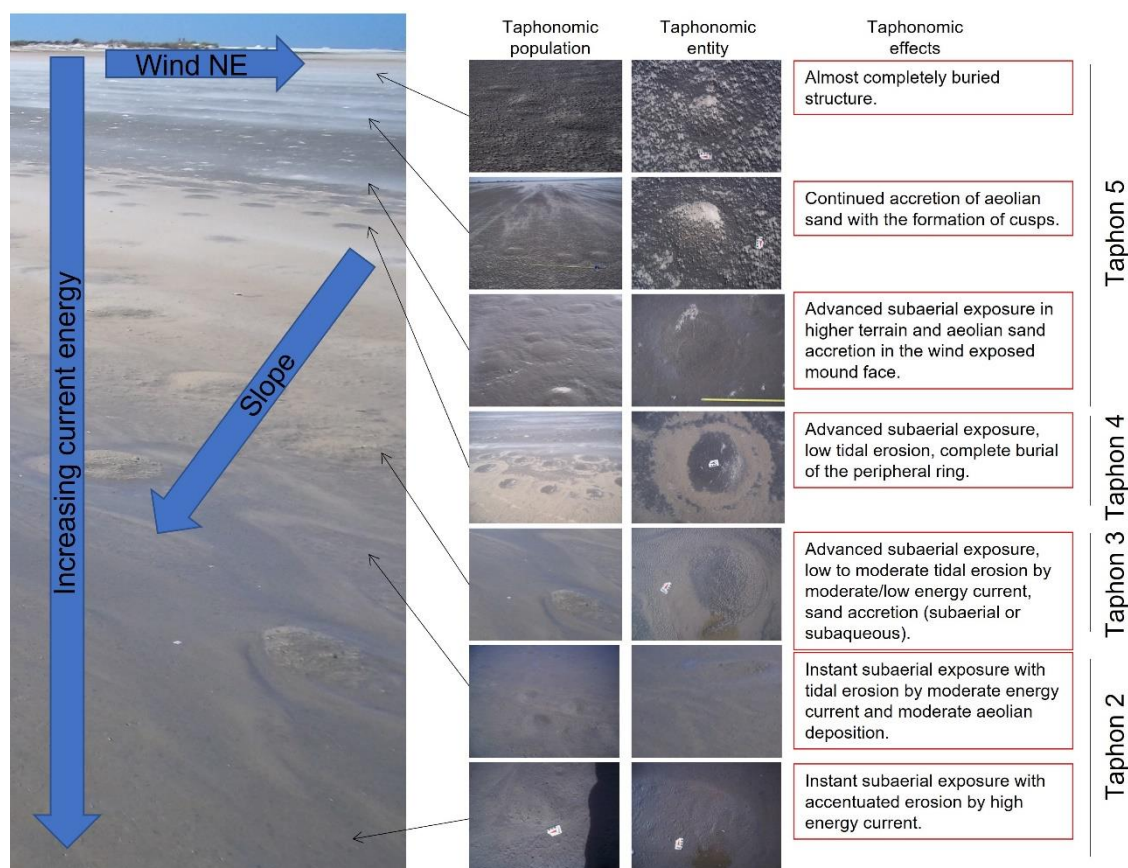 Wind NE
Increasing current energy
Slope
Taphonomic
population
Taphonomic
entity
Taphonomic
effects
Almost completely buried
structure.
Continued accretion of aeolian
sand with the formation of cusps.
Advanced subaerial exposure in
higher terrain and aeolian sand
accretion in the wind exposed
mound face.
Taphon 5
Advanced subaerial exposure,
low tidal erosion, complete burial
of the peripheral ring.
Taphon 4
Advanced subaerial exposure,
low to moderate tidal erosion by
moderate/low energy current,
sand accretion (subaerial or
subaqueous).
Taphon 3
Instant subaerial exposure with
tidal erosion by moderate energy
current and moderate aeolian
deposition.
Instant subaerial exposure with
accentuated erosion by high
energy current.
Taphon 2